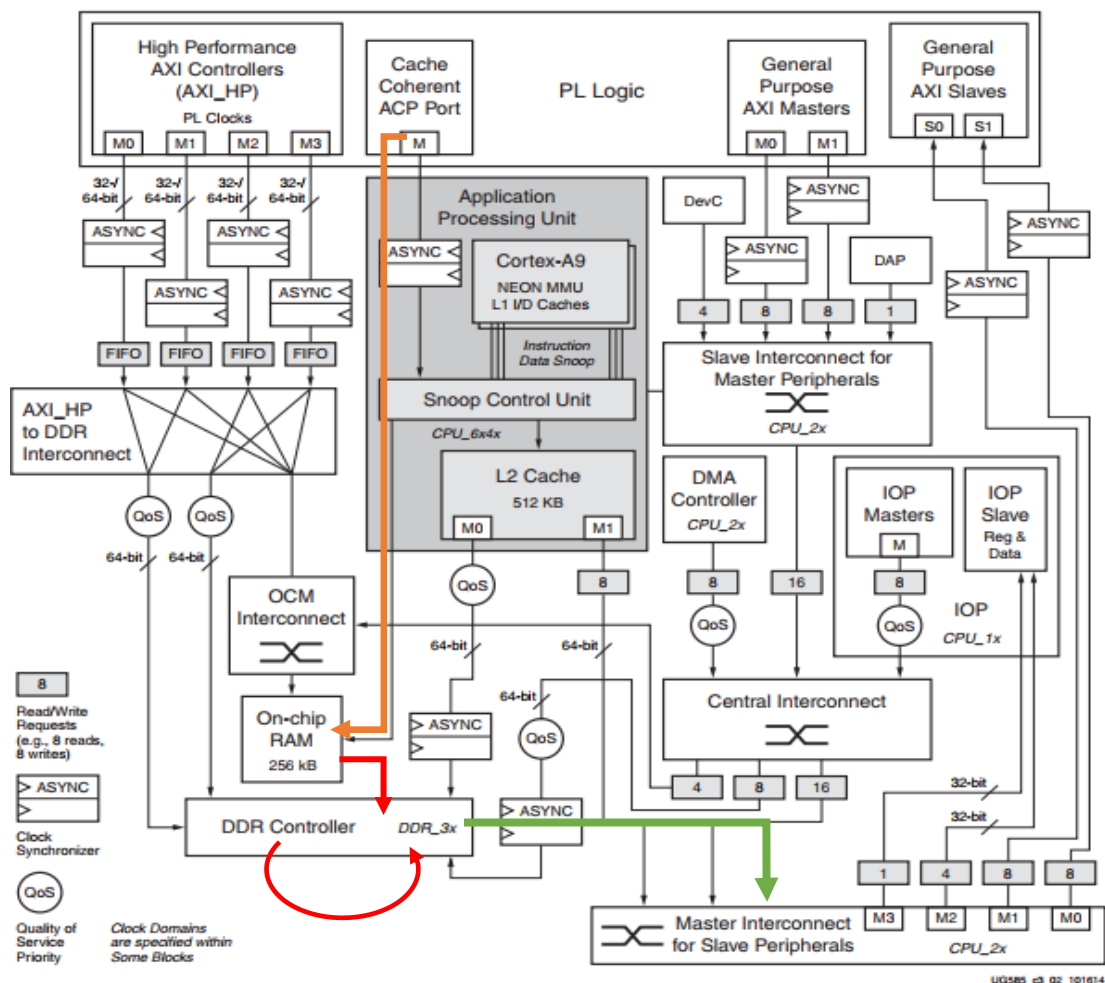 High Performance
AXI Controllers
(AXI_HP)
PL Clocks
M0
M1
M2
M3
Cache
Coherent
ACP Port
M
PL Logic
General
Purpose
AXI Masters
M0
M1
General
Purpose
AXI Slaves
S0
S1
32-/
64-bit
32-/
64-bit
32-/
64-bit
32-/
64-bit
ASYNC
ASYNC
ASYNC
ASYNC
FIFO
FIFO
FIFO
FIFO
AXI_HP
to DDR
Interconnect
QoS
QoS
64-bit
64-bit
Application
Processing Unit
ASYNC
Cortex-A9
NEON MMU
L1 I/D Caches
Instruction
Data Snoop
Snoop Control Unit
CPU_6x4x
L2 Cache
512 KB
M0
M1
QoS
8
64-bit
64-bit
DevC
ASYNC
ASYNC
DAP
ASYNC
ASYNC
4
8
8
1
Slave Interconnect for
Master Peripherals
CPU_2x
DMA
Controller
CPU_2x
8
QoS
16
IOP
Masters
M
8
QoS
IOP
Slave
Reg &
Data
IOP
CPU_1x
OCM
Interconnect
On-chip
RAM
256 kB
ASYNC
64-bit
QoS
ASYNC
Central Interconnect
4
8
16
32-bit
32-bit
DDR Controller
DDR_3x
1
4
8
8
M3
M2
M1
M0
Master Interconnect
for Slave Peripherals
CPU_2x
8
Read/Write
Requests
(e.g., 8 reads,
8 writes)
ASYNC
Clock
Synchronizer
QoS
Quality of
Service
Priority
Clock Domains
are specified within
Some Blocks
UG585_c3_02_101614